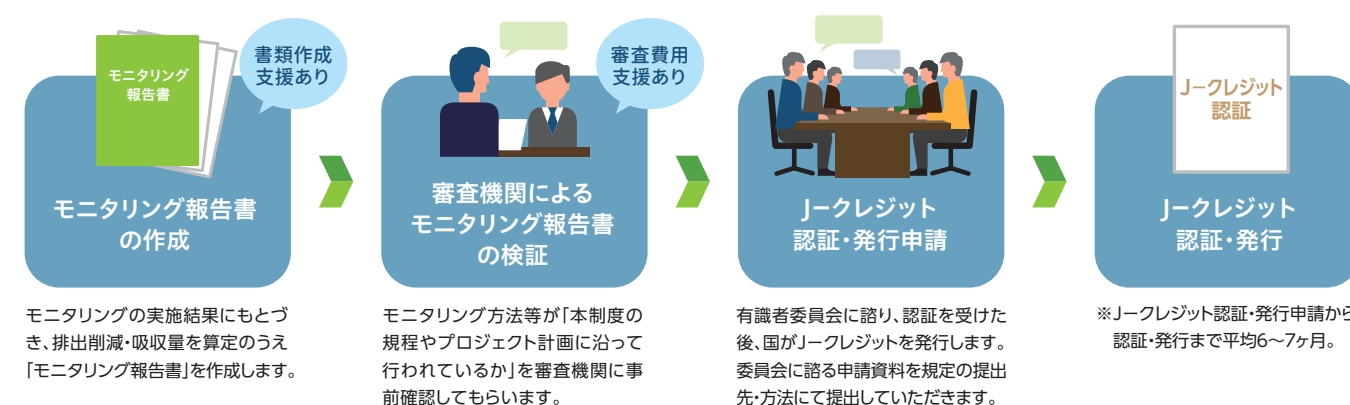 モニタリング
報告書
書類作成
支援あり
モニタリング報告書
の作成
モニタリングの実施結果にもとづ
き、排出削減・吸収量を算定のうえ
「モニタリング報告書」を作成します。
審査費用
支援あり
審査機関による
モニタリング報告書
の検証
モニタリング方法等が「本制度の
規程やプロジェクト計画に沿って
行われているか」を審査機関に事
前確認してもらいます。
J−クレジット
認証・発行申請
有識者委員会に諮り、認証を受けた
後、国がJ−クレジットを発行します。
委員会に諮る申請資料を規定の提出
先・方法にて提出していただきます。
J−クレジット
認証
J−クレジット
認証・発行
※J−クレジット認証・発行申請から
認証・発行まで平均6〜7ヶ月。